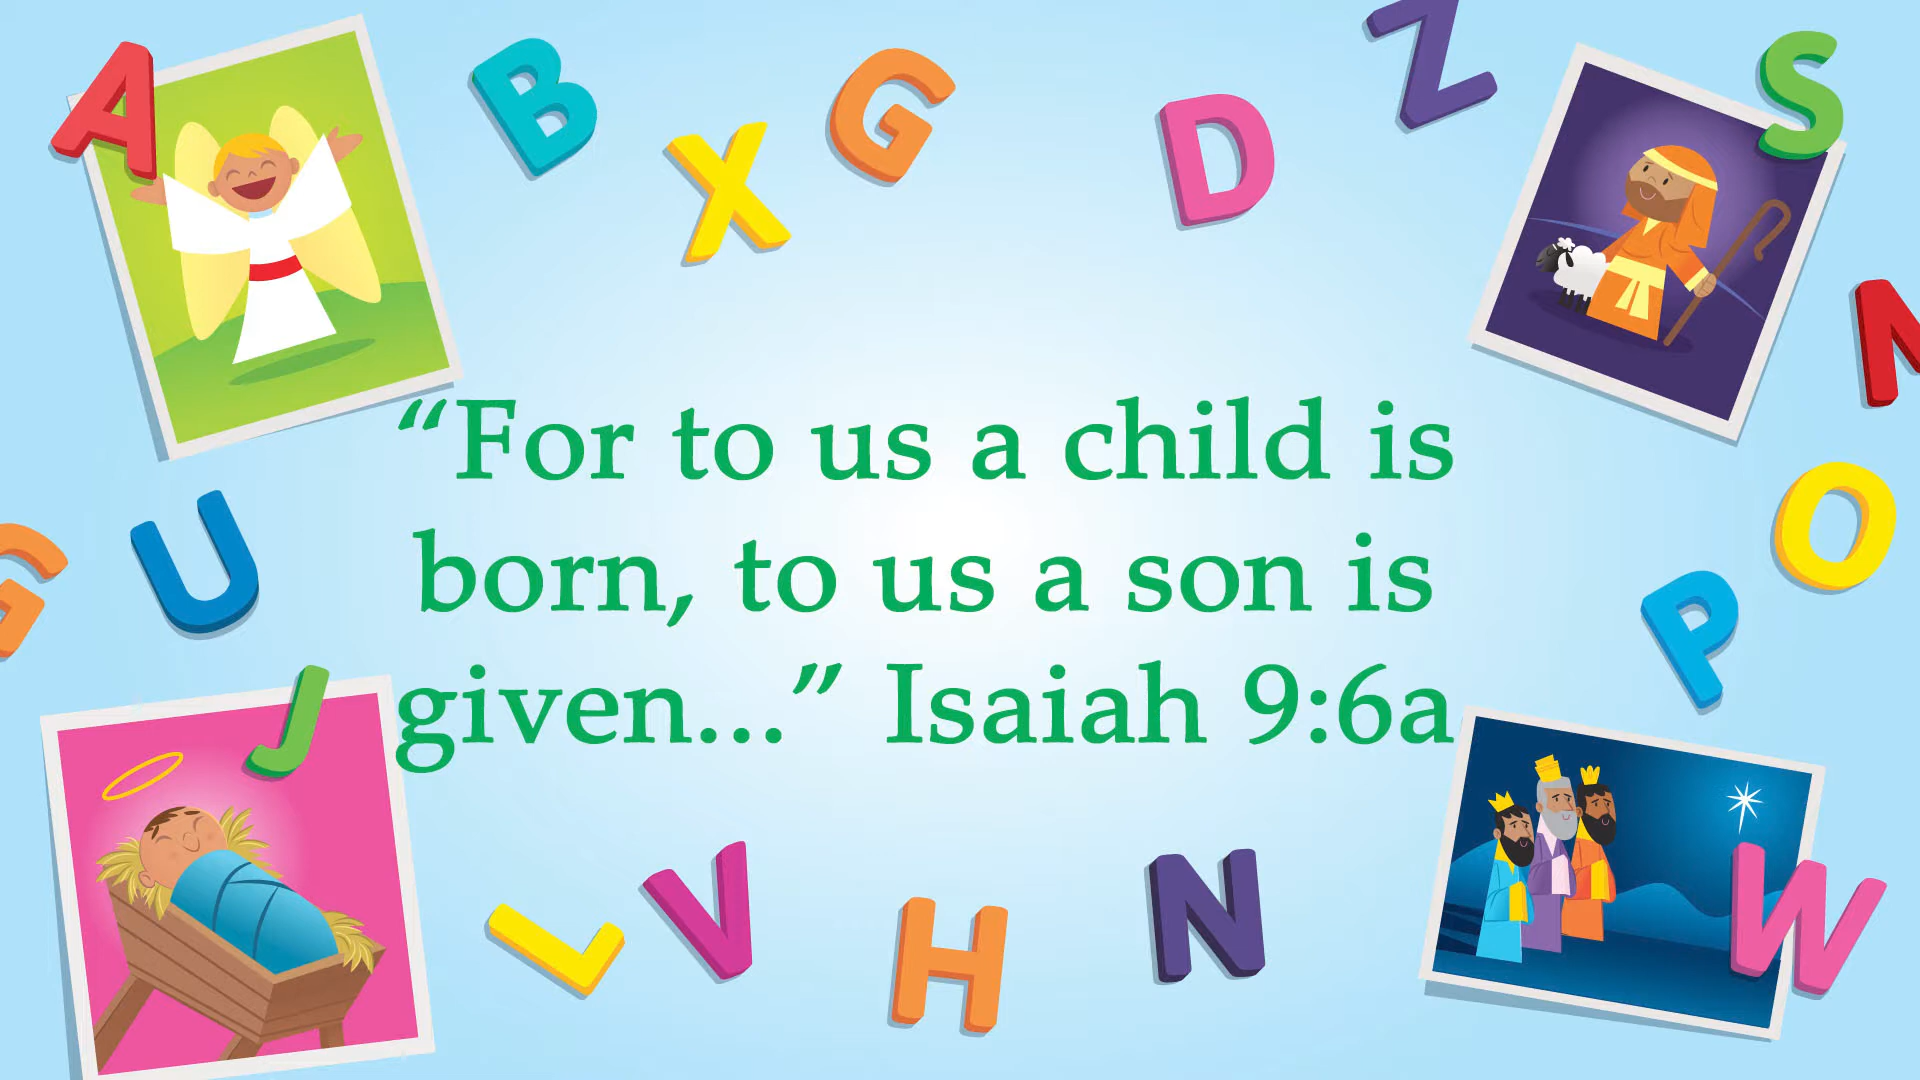 A
B
X
G
D
Z
S
N
“For to us a child is
born, to us a son is
given...” Isaiah 9:6a
G
U
O
P
J
L
V
H
N
W